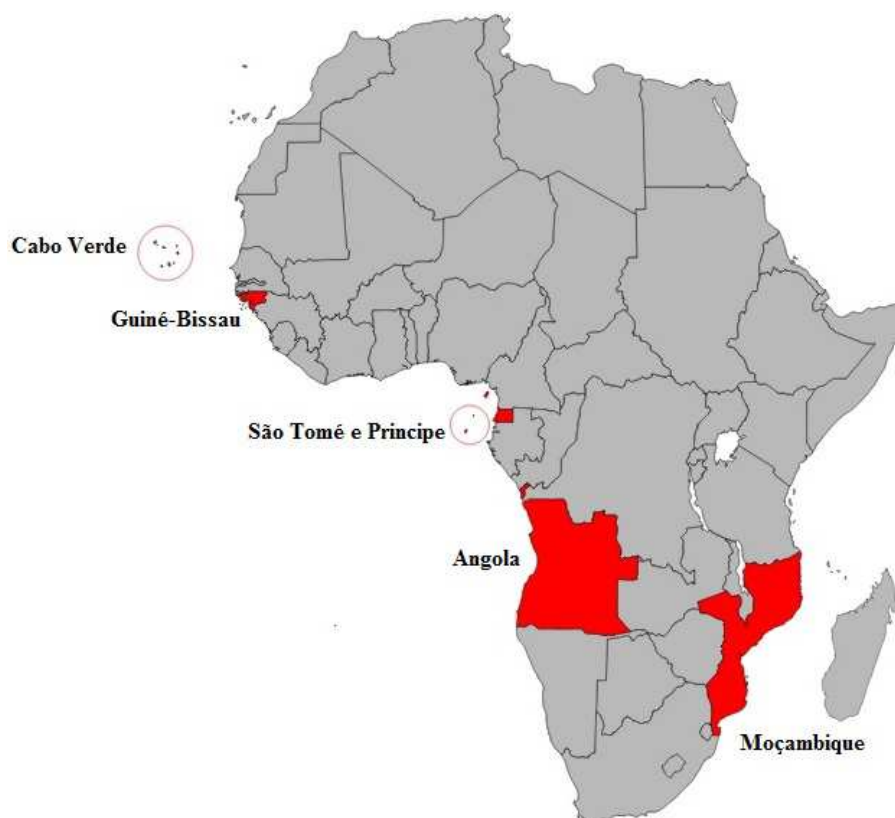 Cabo Verde
Guiné-Bissau
São Tomé e Principe
Angola
Moçambique